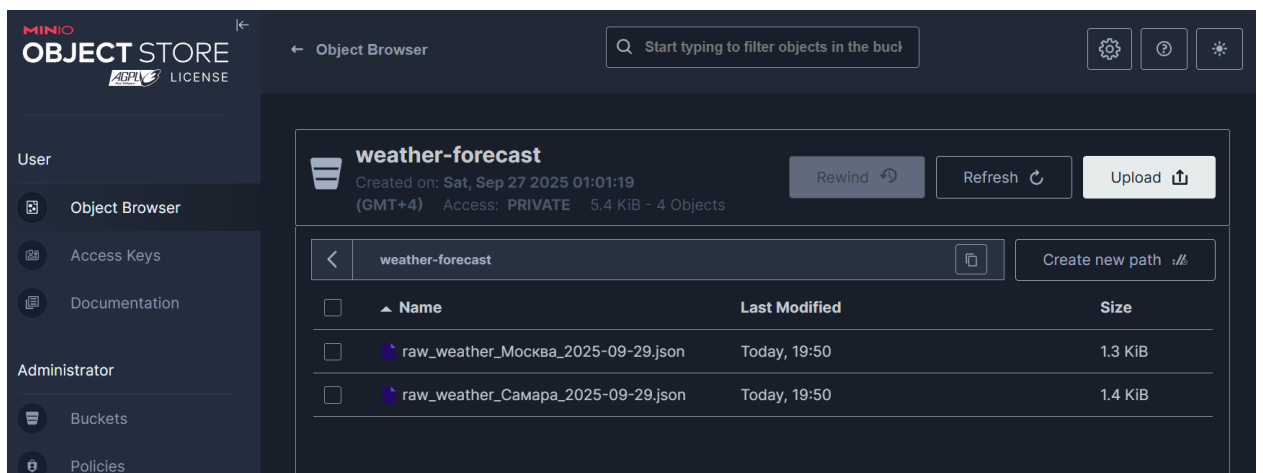 MINIO
OBJECT STORE
AGPL v3 LICENSE
← Object Browser
Start typing to filter objects in the buck
User
Object Browser
Access Keys
Documentation
Administrator
Buckets
Policies
weather-forecast
Created on: Sat, Sep 27 2025 01:01:19
(GMT+4) Access: PRIVATE 5.4 KiB - 4 Objects
Rewind
Refresh
Upload
weather-forecast
Create new path
Name Last Modified Size
raw_weather_Москва_2025-09-29.json Today, 19:50 1.3 KiB
raw_weather_Самара_2025-09-29.json Today, 19:50 1.4 KiB